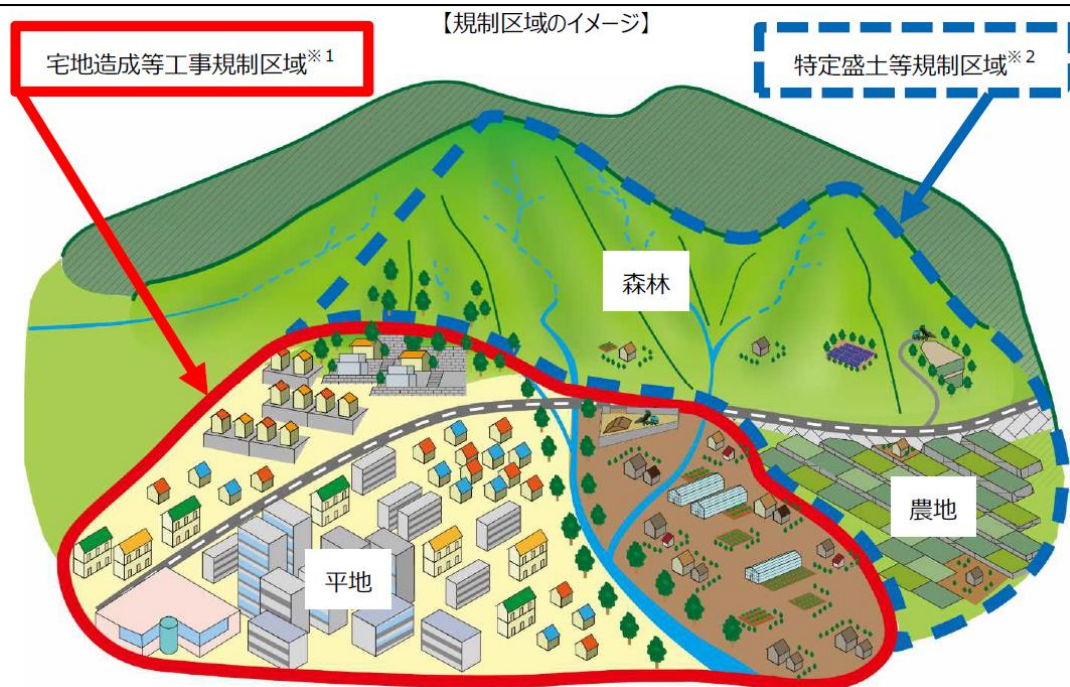 【規制区域のイメージ】
宅地造成等工事規制区域※1
特定盛土等規制区域※2
森林
農地
平地